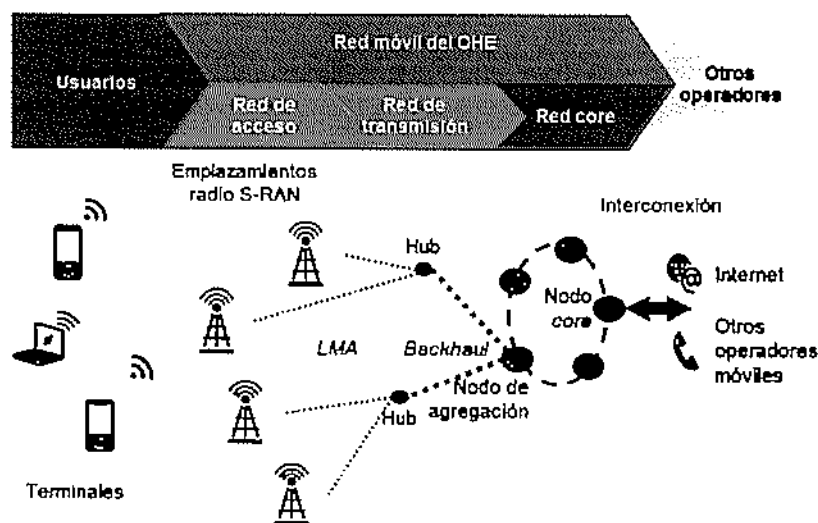 Red móvil del OHE
Usuarios
Otros
operadores
Red de
acceso
Red de
transmisión
Red core
Emplazamientos
radio S-RAN
Interconexión
Hub
Internet
Nodo
core
LMA
Backhaul
Otros
operadores
móviles
Nodo de
agregación
Hub
Terminales